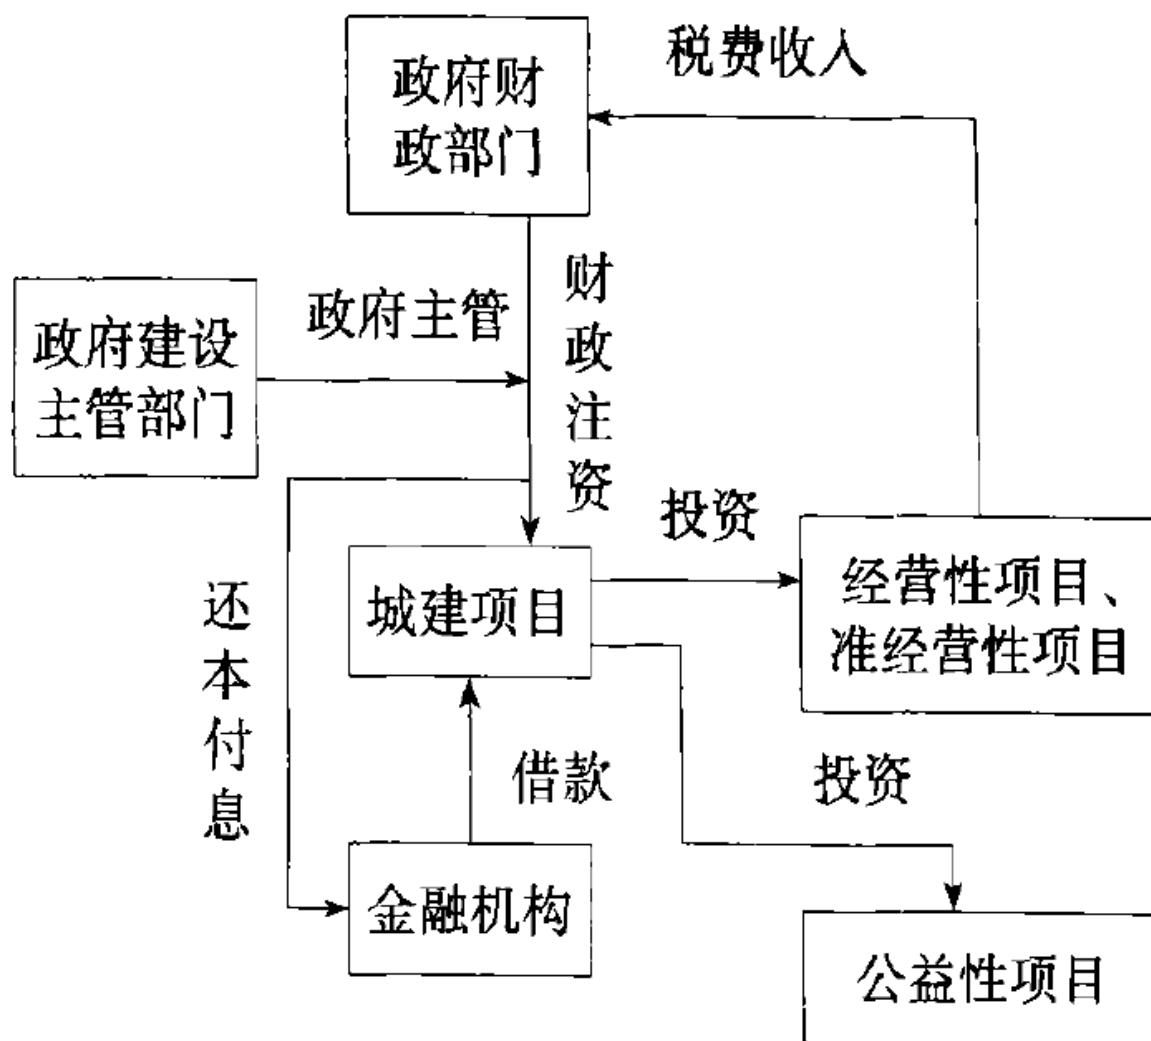 税费收入
政府财
政部门
财政注资
政府主管
政府建设
主管部门
投资
经营性项目、
准经营性项目
城建项目
还本付息
借款
投资
金融机构
公益性项目